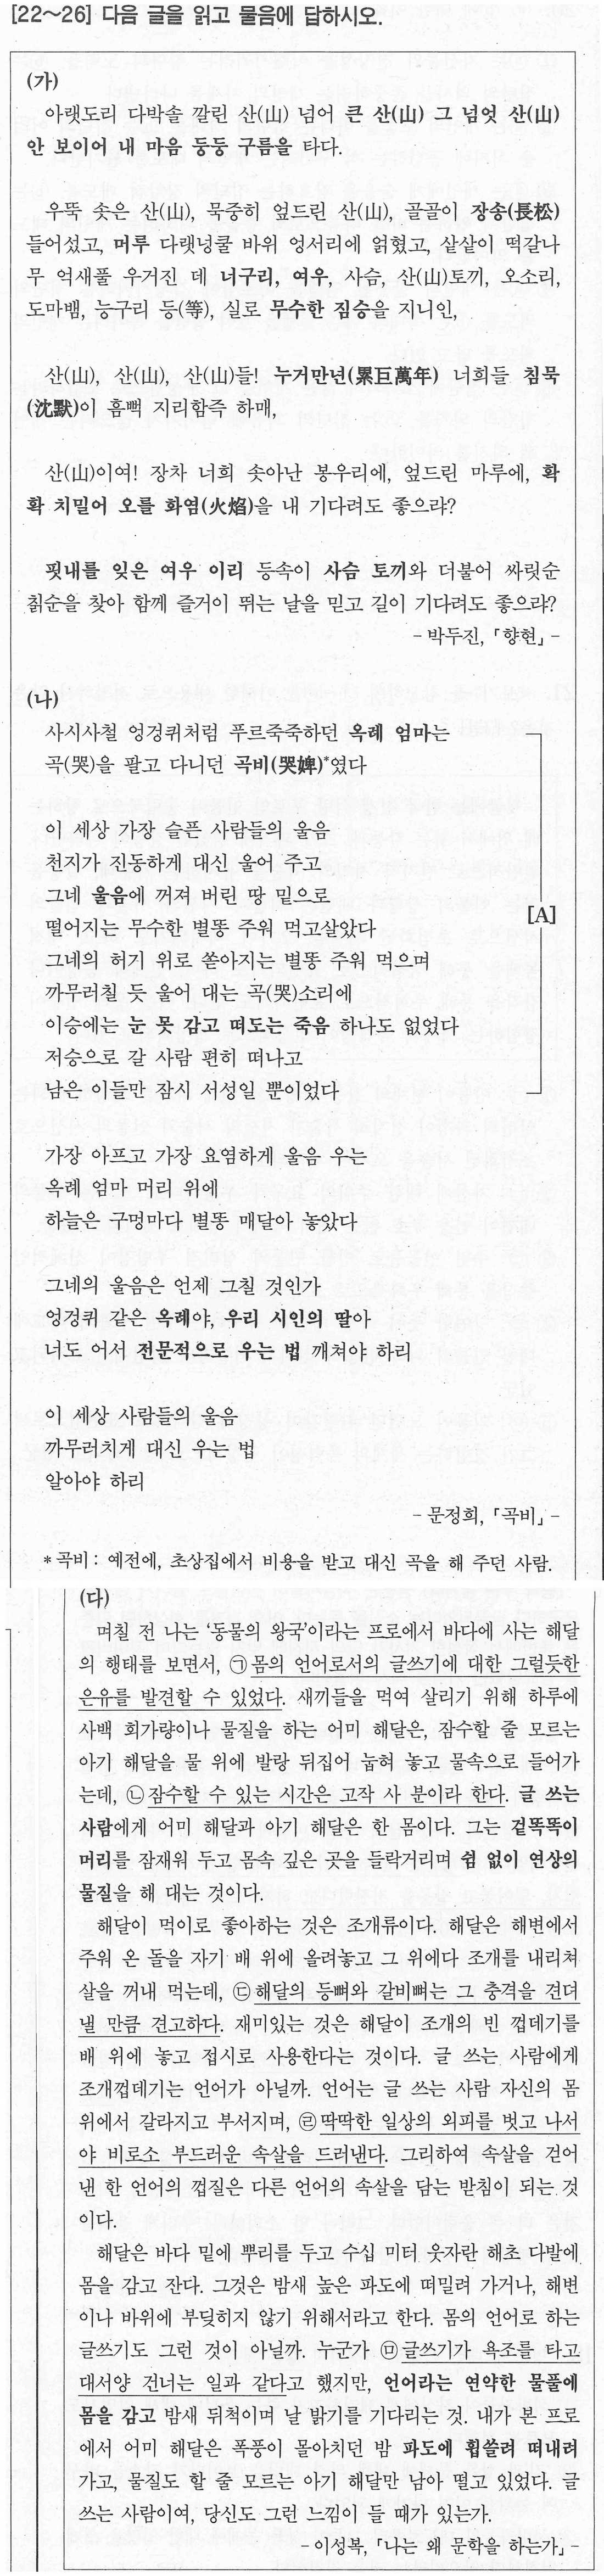 [22~26] 다음 글을 읽고 물음에 답하시오.
(가)
아랫도리 다박솔 깔린 산(山) 넘어 큰 산(山) 그 넘엇 산(山)
안 보이어 내 마음 둥둥 구름을 타다.
우뚝 솟은 산(山), 묵중히 엎드린 산(山), 골골이 장송(長松)
들어섰고, 머루 다랫넝쿨 바위 엉서리에 얽혔고, 샅샅이 떡갈나
무 억새풀 우거진 데 너구리, 여우, 사슴, 산(山)토끼, 오소리,
도마뱀, 능구리 등(等), 실로 무수한 짐승을 지니인,
산(山), 산(山), 산(山)들! 누거만년(累巨萬年) 너희들 침묵
(沈默)이 흠뻑 지리함즉 하매,
산(山)이여! 장차 너희 솟아난 봉우리에, 엎드린 마루에, 확
확 치밀어 오를 화염(火焰)을 내 기다려도 좋으랴?
핏내를 잊은 여우 이리 등속이 사슴 토끼와 더불어 싸릿순
칡순을 찾아 함께 즐거이 뛰는 날을 믿고 길이 기다려도 좋으랴?
- 박두진, 「향현」-
(나)
사시사철 엉겅퀴처럼 푸르죽죽하던 옥례 엄마는
곡(哭)을 팔고 다니던 곡비(哭婢)*였다
이 세상 가장 슬픈 사람들의 울음
천지가 진동하게 대신 울어 주고
그네 울음에 꺼져 버린 땅 밑으로
떨어지는 무수한 별똥 주워 먹고살았다
[A]
그네의 허기 위로 쏟아지는 별똥 주워 먹으며
까무러칠 듯 울어 대는 곡(哭)소리에
이승에는 눈 못 감고 떠도는 죽음 하나도 없었다
저승으로 갈 사람 편히 떠나고
남은 이들만 잠시 서성일 뿐이었다
가장 아프고 가장 요염하게 울음 우는
옥례 엄마 머리 위에
하늘은 구멍마다 별똥 매달아 놓았다
그네의 울음은 언제 그칠 것인가
엉겅퀴 같은 옥례야, 우리 시인의 딸아
너도 어서 전문적으로 우는 법 깨쳐야 하리
이 세상 사람들의 울음
까무러치게 대신 우는 법
알아야 하리
- 문정희, 「곡비」-
* 곡비 : 예전에, 초상집에서 비용을 받고 대신 곡을 해 주던 사람.
(다)
며칠 전 나는 ‘동물의 왕국’이라는 프로에서 바다에 사는 해달
의 행태를 보면서, ㉠몸의 언어로서의 글쓰기에 대한 그럴듯한
은유를 발견할 수 있었다. 새끼들을 먹여 살리기 위해 하루에
사백 회가량이나 물질을 하는 어미 해달은, 잠수할 줄 모르는
아기 해달을 물 위에 발랑 뒤집어 눕혀 놓고 물속으로 들어가
는데, ㉡잠수할 수 있는 시간은 고작 사 분이라 한다. 글 쓰는
사람에게 어미 해달과 아기 해달은 한 몸이다. 그는 겉똑똑이
머리를 잠재워 두고 몸속 깊은 곳을 들락거리며 쉼 없이 연상의
물질을 해 대는 것이다.
해달이 먹이로 좋아하는 것은 조개류이다. 해달은 해변에서
주워 온 돌을 자기 배 위에 올려놓고 그 위에다 조개를 내리쳐
살을 꺼내 먹는데, ㉢해달의 등뼈와 갈비뼈는 그 충격을 견뎌
낼 만큼 견고하다. 재미있는 것은 해달이 조개의 빈 껍데기를
배 위에 놓고 접시로 사용한다는 것이다. 글 쓰는 사람에게
조개껍데기는 언어가 아닐까. 언어는 글 쓰는 사람 자신의 몸
위에서 갈라지고 부서지며, ㉣딱딱한 일상의 외피를 벗고 나서
야 비로소 부드러운 속살을 드러낸다. 그리하여 속살을 걷어
낸 한 언어의 껍질은 다른 언어의 속살을 담는 받침이 되는 것
이다.
해달은 바다 밑에 뿌리를 두고 수십 미터 웃자란 해초 다발에
몸을 감고 잔다. 그것은 밤새 높은 파도에 떠밀려 가거나, 해변
이나 바위에 부딪히지 않기 위해서라고 한다. 몸의 언어로 하는
글쓰기도 그런 것이 아닐까. 누군가 ㉤글쓰기가 욕조를 타고
대서양 건너는 일과 같다고 했지만, 언어라는 연약한 물풀에
몸을 감고 밤새 뒤척이며 날 밝기를 기다리는 것. 내가 본 프로
에서 어미 해달은 폭풍이 몰아치던 밤 파도에 휩쓸려 떠내려
가고, 물질도 할 줄 모르는 아기 해달만 남아 떨고 있었다. 글
쓰는 사람이여, 당신도 그런 느낌이 들 때가 있는가.
- 이성복, 「나는 왜 문학을 하는가」-